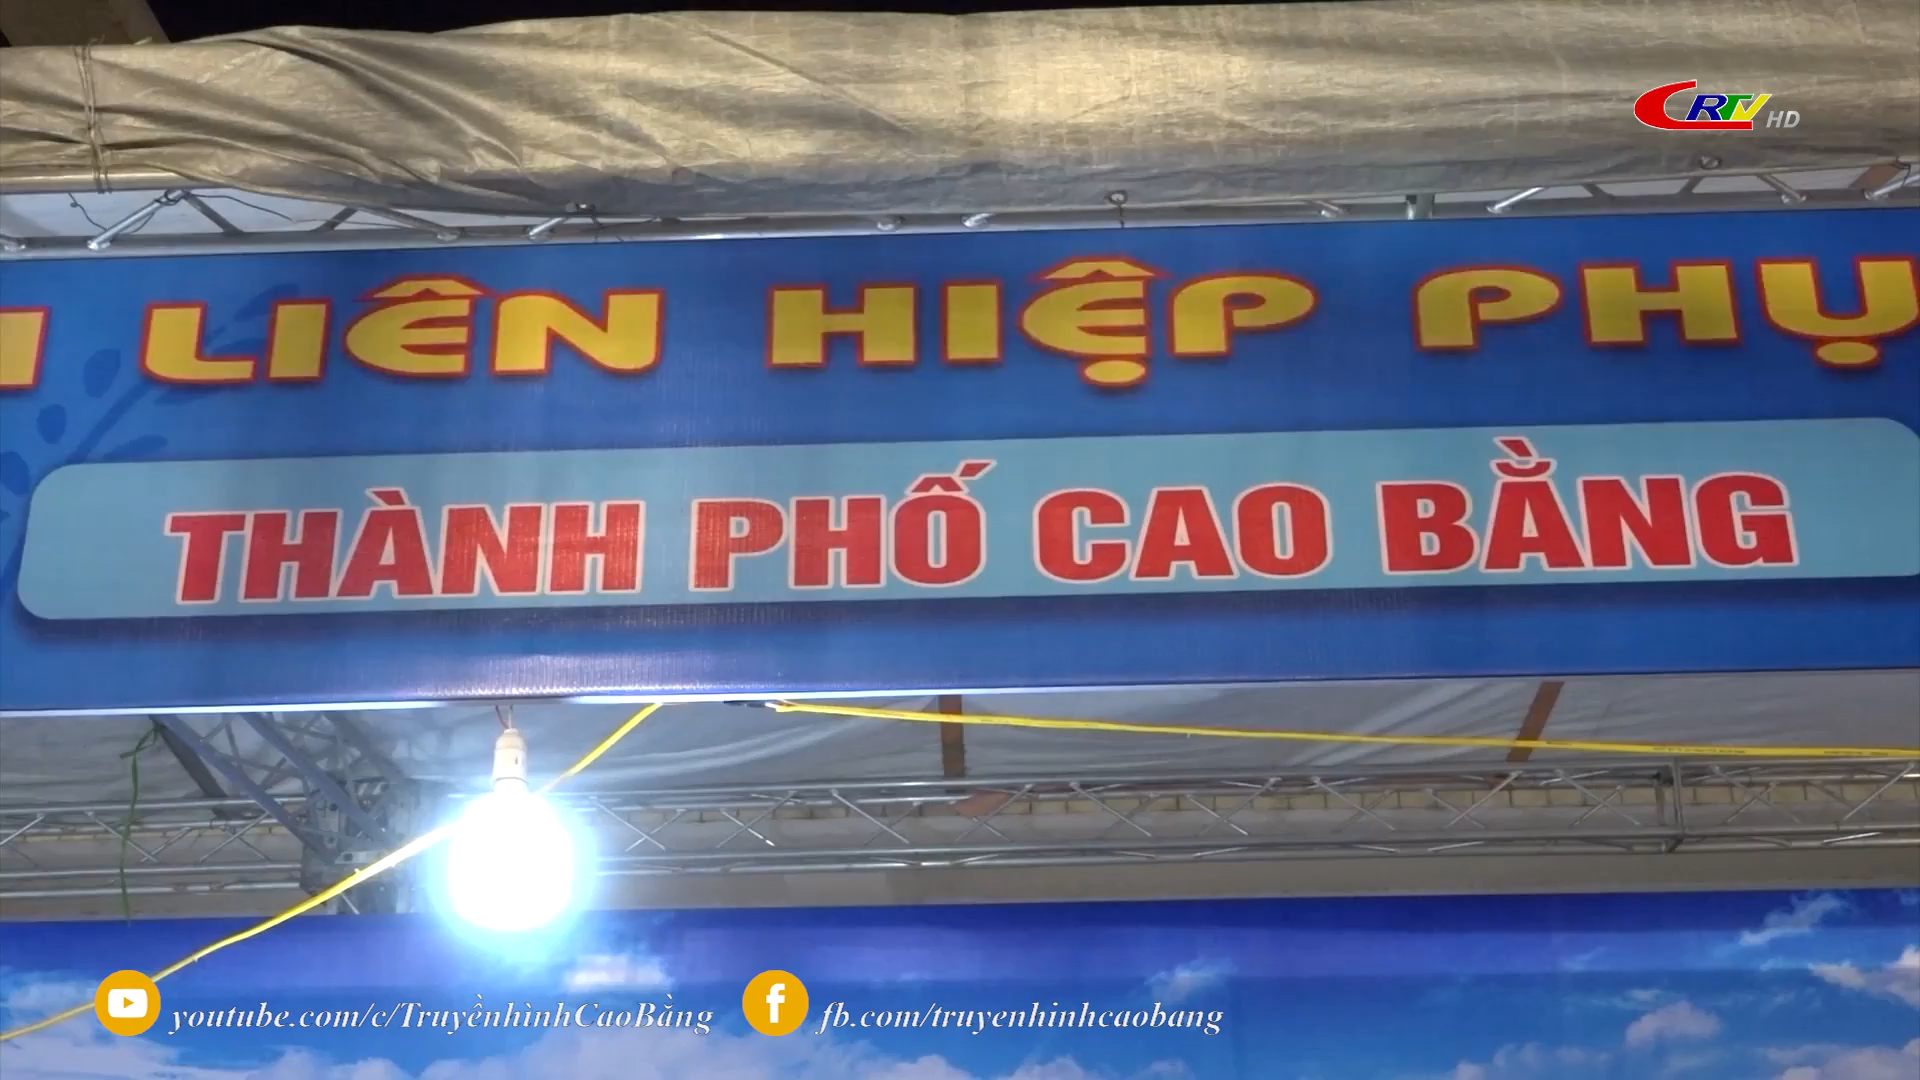 CRTV HD
LIÊN HIỆP PHỤ
THÀNH PHỐ CAO BẰNG
youtube.com/c/TruyềnhìnhCaoBằng
fb.com/truyenhinhcaobang